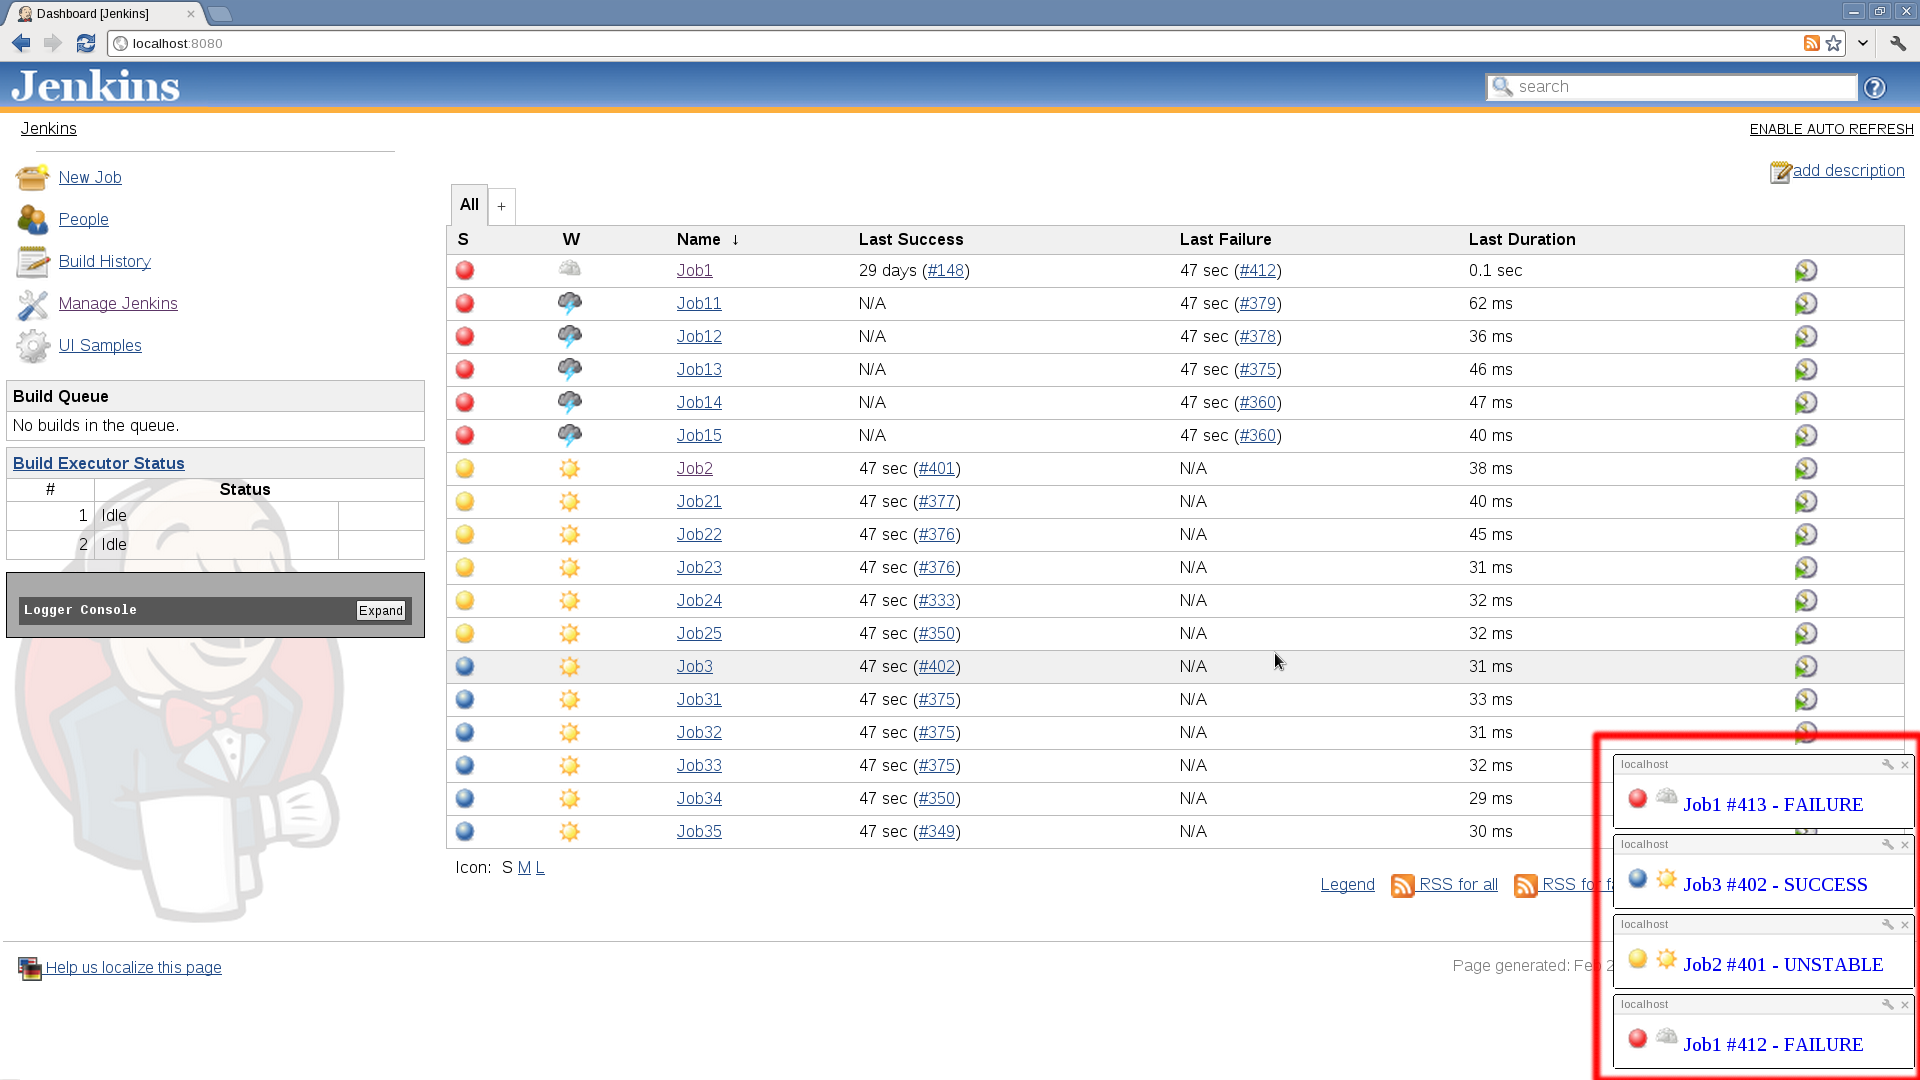 Dashboard [Jenkins]
localhost:8080
Jenkins
search
Jenkins
ENABLE AUTO REFRESH
New Job
People
Build History
Manage Jenkins
UI Samples
Build Queue
No builds in the queue.
Build Executor Status
# Status
1 Idle
2 Idle
Logger Console Expand
add description
All +
S W Name ↓ Last Success Last Failure Last Duration
Job1 29 days (#148) 47 sec (#412) 0.1 sec
Job11 N/A 47 sec (#379) 62 ms
Job12 N/A 47 sec (#378) 36 ms
Job13 N/A 47 sec (#375) 46 ms
Job14 N/A 47 sec (#360) 47 ms
Job15 N/A 47 sec (#360) 40 ms
Job2 47 sec (#401) N/A 38 ms
Job21 47 sec (#377) N/A 40 ms
Job22 47 sec (#376) N/A 45 ms
Job23 47 sec (#376) N/A 31 ms
Job24 47 sec (#333) N/A 32 ms
Job25 47 sec (#350) N/A 32 ms
Job3 47 sec (#402) N/A 31 ms
Job31 47 sec (#375) N/A 33 ms
Job32 47 sec (#375) N/A 31 ms
Job33 47 sec (#375) N/A 32 ms
Job34 47 sec (#350) N/A 29 ms
Job35 47 sec (#349) N/A 30 ms
Icon: S M L
Legend RSS for all RSS for
Help us localize this page
Page generated: Feb 2
localhost
Job1 #413 - FAILURE
localhost
Job3 #402 - SUCCESS
localhost
Job2 #401 - UNSTABLE
localhost
Job1 #412 - FAILURE